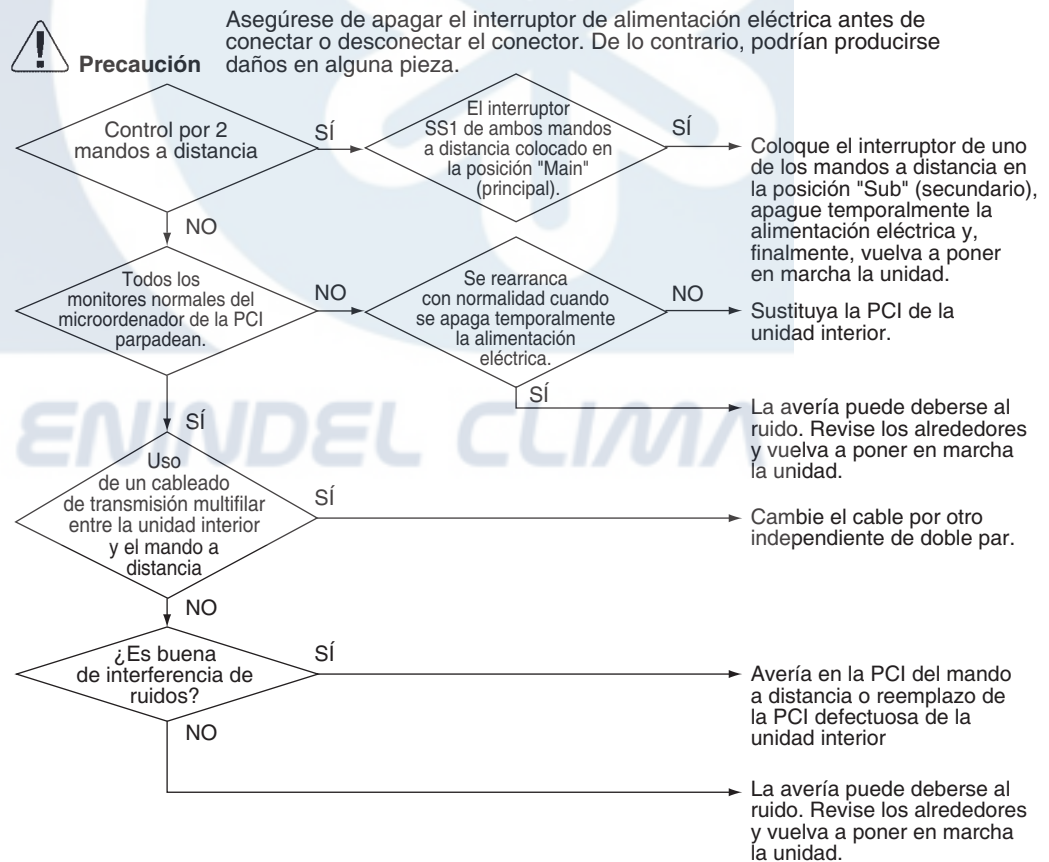 Asegúrese de apagar el interruptor de alimentación eléctrica antes de
conectar o desconectar el conector. De lo contrario, podrían producirse
Precaución daños en alguna pieza.
Control por 2
mandos a distancia
SÍ
El interruptor
SS1 de ambos mandos
a distancia colocado en
la posición "Main"
(principal).
SÍ
Coloque el interruptor de uno
de los mandos a distancia en
la posición "Sub" (secundario),
apague temporalmente la
alimentación eléctrica y,
finalmente, vuelva a poner
en marcha la unidad.
NO
Todos los
monitores normales del
microordenador de la PCI
parpadean.
NO
Se rearranca
con normalidad cuando
se apaga temporalmente
la alimentación
eléctrica.
NO
Sustituya la PCI de la
unidad interior.
SÍ
La avería puede deberse al
ruido. Revise los alrededores
y vuelva a poner en marcha
la unidad.
SÍ
ENINDEL CLIMA
Uso
de un cableado
de transmisión multifilar
entre la unidad interior
y el mando a
distancia
SÍ
Cambie el cable por otro
independiente de doble par.
NO
¿Es buena
de interferencia de
ruidos?
SÍ
Avería en la PCI del mando
a distancia o reemplazo de
la PCI defectuosa de la
unidad interior
NO
La avería puede deberse al
ruido. Revise los alrededores
y vuelva a poner en marcha
la unidad.